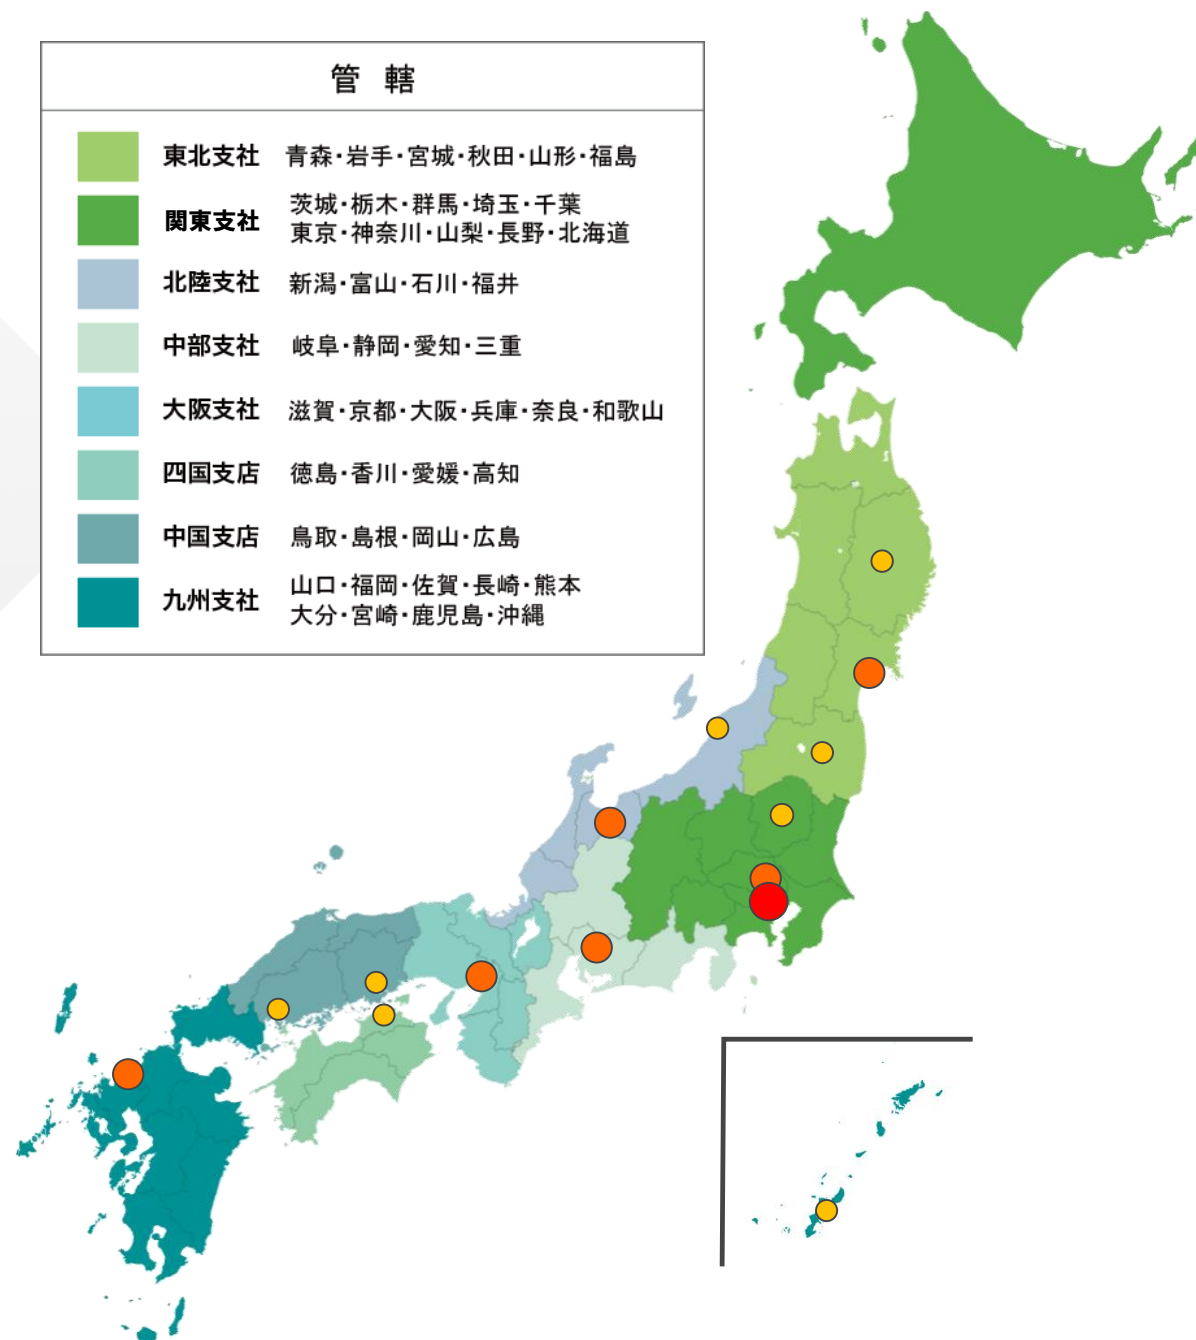 管 轄
東北支社 青森・岩手・宮城・秋田・山形・福島
関東支社 茨城・栃木・群馬・埼玉・千葉
東京・神奈川・山梨・長野・北海道
北陸支社 新潟・富山・石川・福井
中部支社 岐阜・静岡・愛知・三重
大阪支社 滋賀・京都・大阪・兵庫・奈良・和歌山
四国支店 徳島・香川・愛媛・高知
中国支店 鳥取・島根・岡山・広島
九州支社 山口・福岡・佐賀・長崎・熊本
大分・宮崎・鹿児島・沖縄